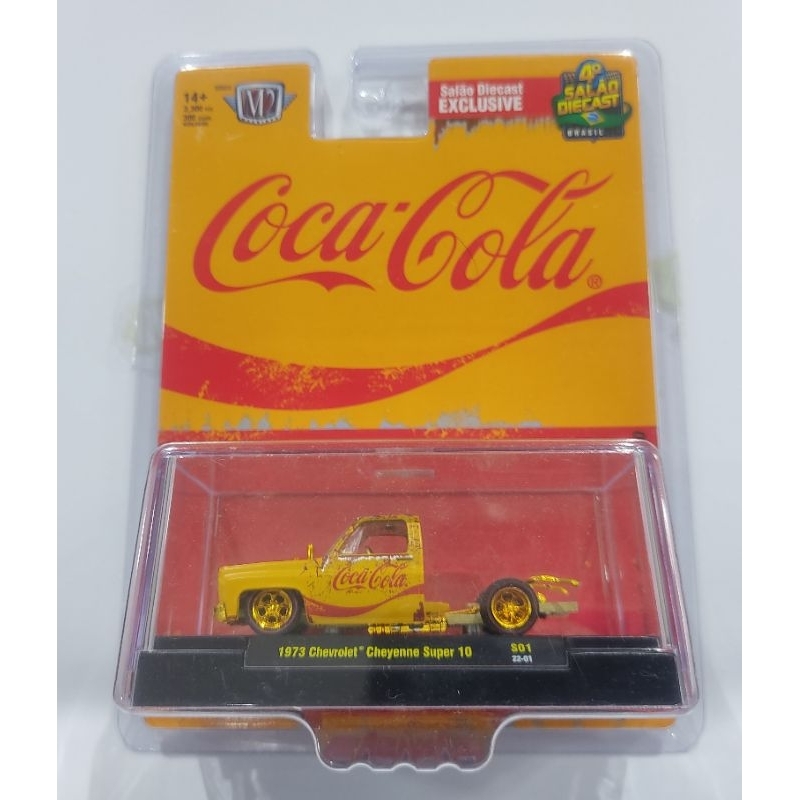 14+
M2
Salão Diecast
EXCLUSIVE
4º
SALÃO
DIECAST
BRASIL
Coca-Cola®
Coca-Cola
1973 Chevrolet® Cheyenne Super 10
S01
22-01